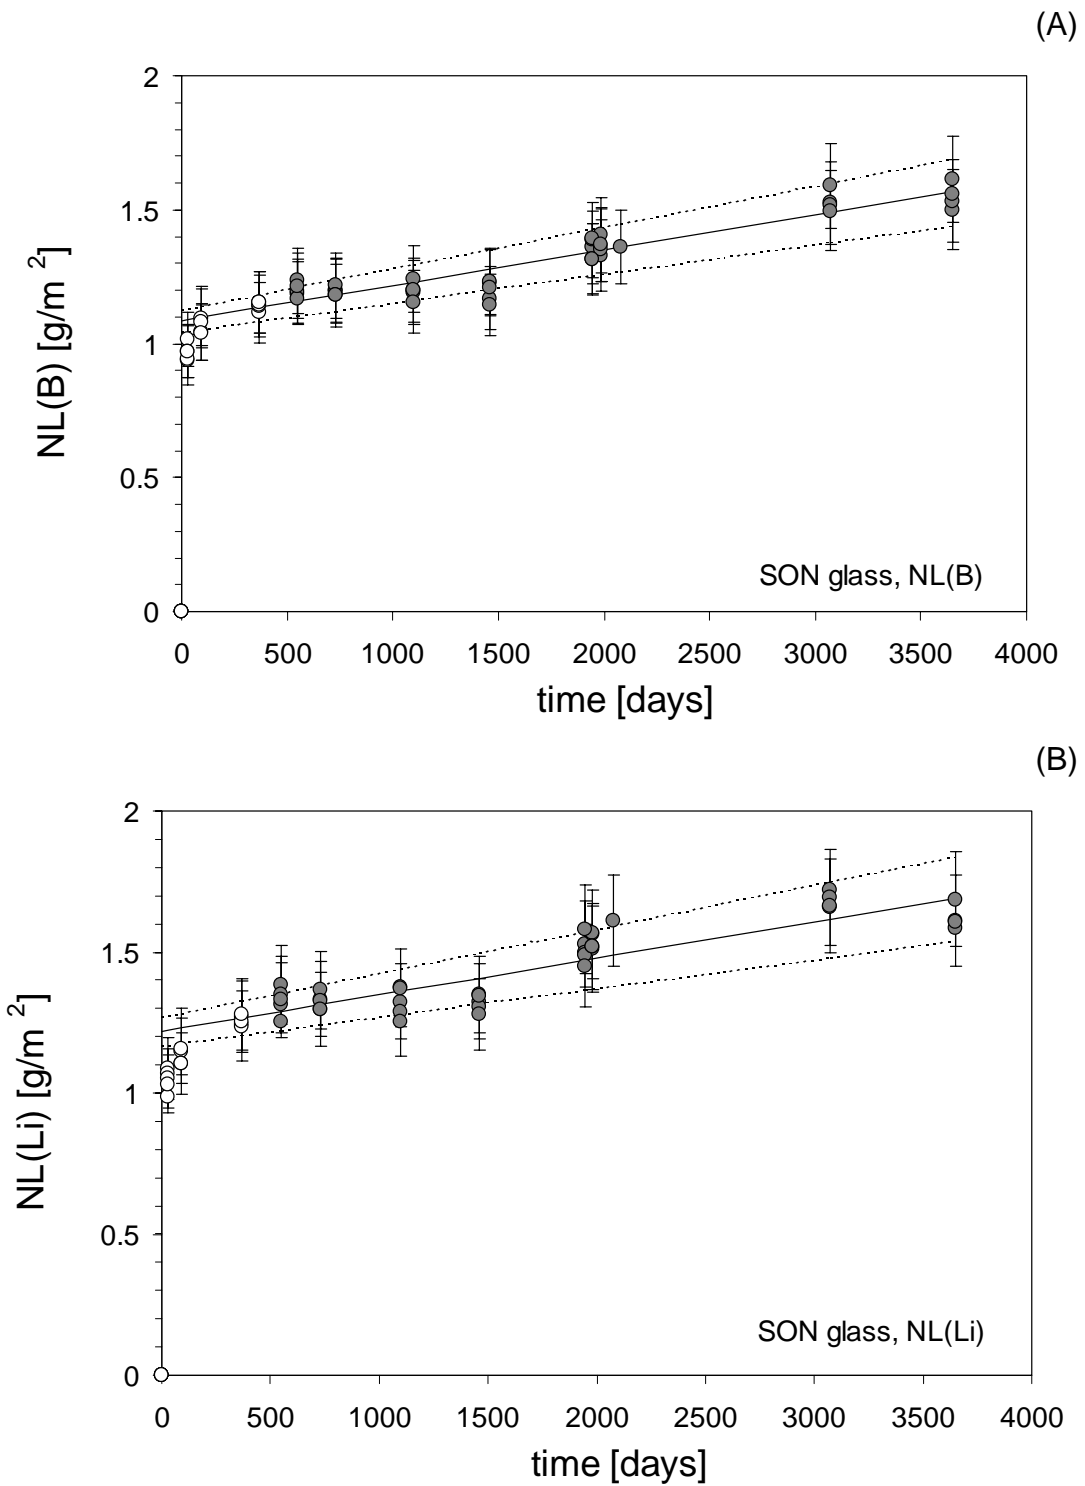 (A)
2
1.5
1
0.5
0
NL(B) [g/m 2]
SON glass, NL(B)
0 500 1000 1500 2000 2500 3000 3500 4000
time [days]
(B)
2
1.5
1
0.5
0
NL(Li) [g/m 2]
SON glass, NL(Li)
0 500 1000 1500 2000 2500 3000 3500 4000
time [days]